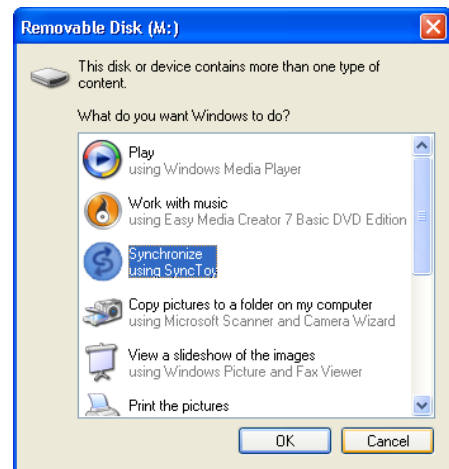 Removable Disk (M:)
This disk or device contains more than one type of
content.
What do you want Windows to do?
Play
using Windows Media Player
Work with music
using Easy Media Creator 7 Basic DVD Edition
Synchronize
using SyncToy
Copy pictures to a folder on my computer
using Microsoft Scanner and Camera Wizard
View a slideshow of the images
using Windows Picture and Fax Viewer
Print the pictures
OK
Cancel